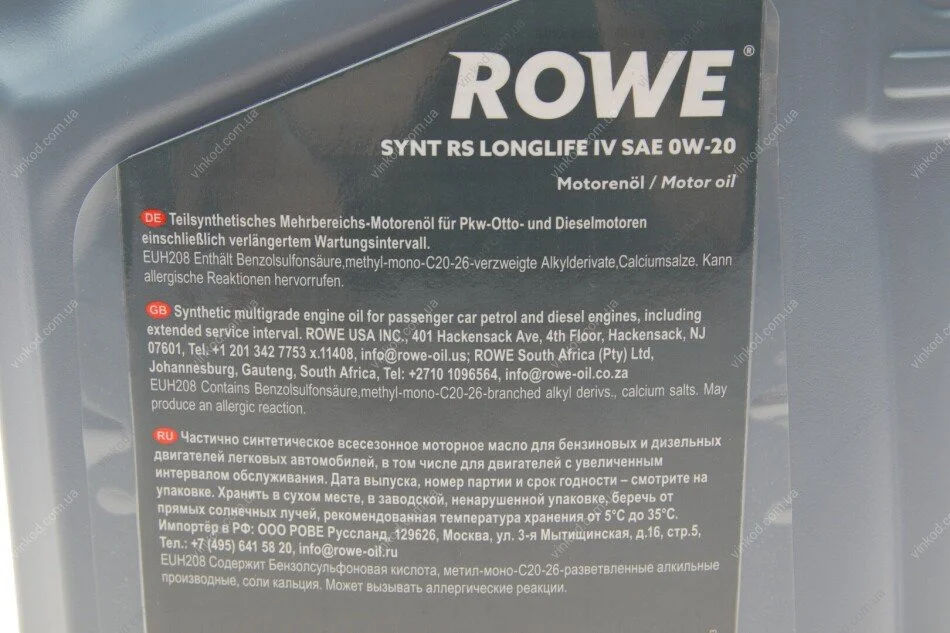 ROWE®
SYNT RS LONGLIFE IV SAE 0W-20
Motorenöl / Motor oil
DE Teilsynthetisches Mehrbereichs-Motorenöl für Pkw-Otto- und Dieselmotoren
einschließlich verlängertem Wartungsintervall.
EUH208 Enthält Benzolsulfonsäure,methyl-mono-C20-26-verzweigte Alkylderivate,Calciumsalze. Kann
allergische Reaktionen hervorrufen.
GB Synthetic multigrade engine oil for passenger car petrol and diesel engines, including
extended service interval. ROWE USA INC., 401 Hackensack Ave, 4th Floor, Hackensack, NJ
07601, Tel. +1 201 342 7753 x.11408, info@rowe-oil.us; ROWE South Africa (Pty) Ltd,
Johannesburg, Gauteng, South Africa, Tel: +2710 1096564, info@rowe-oil.co.za
EUH208 Contains Benzolsulfonsäure,methyl-mono-C20-26-branched alkyl derivs., calcium salts. May
produce an allergic reaction.
RU Частично синтетическое всесезонное моторное масло для бензиновых и дизельных
двигателей легковых автомобилей, в том числе для двигателей с увеличенным
интервалом обслуживания. Дата выпуска, номер партии и срок годности – смотрите на
упаковке. Хранить в сухом месте, в заводской, ненарушенной упаковке, беречь от
прямых солнечных лучей, рекомендованная температура хранения от 5°С до 35°С.
Импортёр в РФ: ООО РОВЕ Руссланд, 129626, Москва, ул. 3-я Мытищинская, д.16, стр.5,
Тел.: +7 (495) 641 58 20, info@rowe-oil.ru
EUH208 Содержит Бензолсульфоновая кислота, метил-моно-С20-26-разветвленные алкильные
производные, соли кальция. Может вызывать аллергические реакции.
vinkod.com.ua